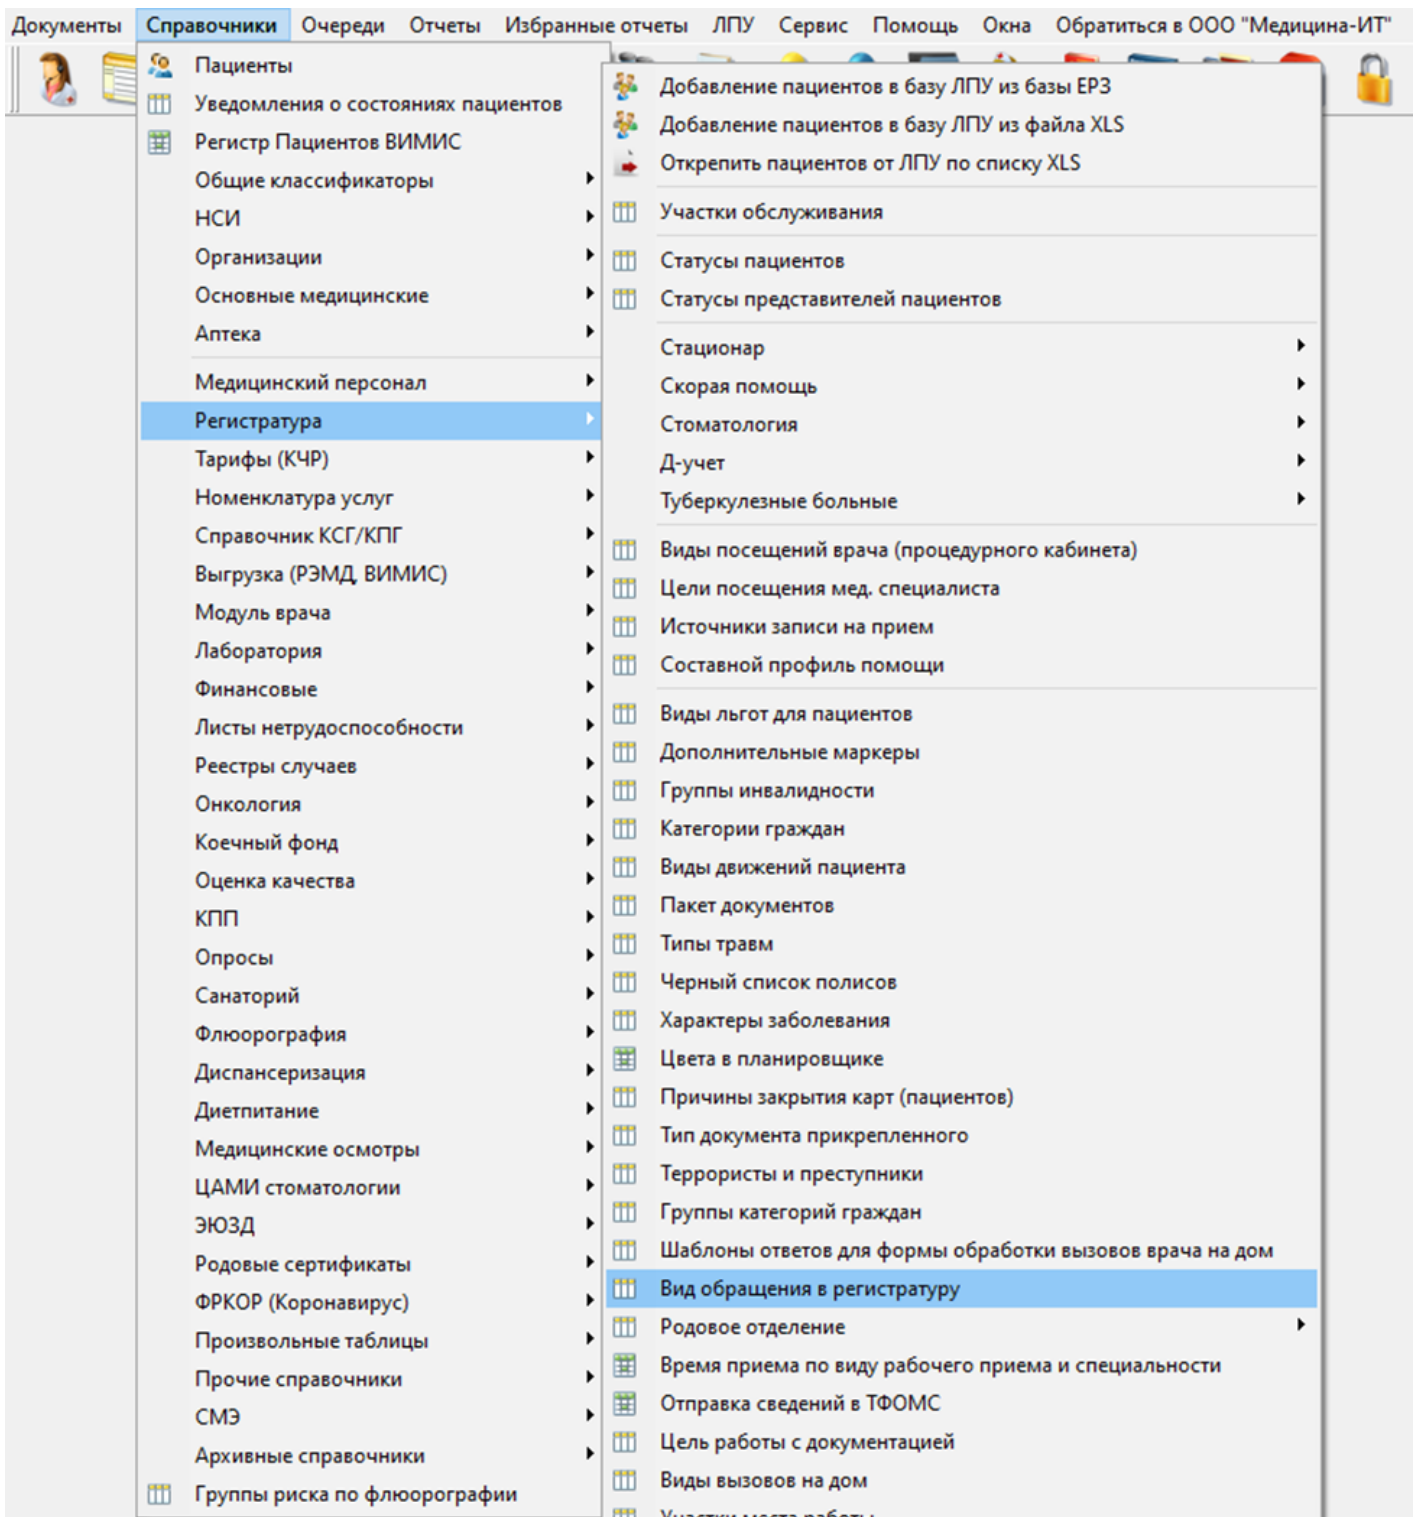 Документы Справочники Очереди Отчеты Избранные отчеты ЛПУ Сервис Помощь Окна Обратиться в ООО "Медицина-ИТ"
Пациенты
Уведомления о состояниях пациентов
Регистр Пациентов ВИМИС
Общие классификаторы
НСИ
Организации
Основные медицинские
Аптека
Медицинский персонал
Регистратура
Тарифы (КЧР)
Номенклатура услуг
Справочник КСГ/КПГ
Выгрузка (РЭМД, ВИМИС)
Модуль врача
Лаборатория
Финансовые
Листы нетрудоспособности
Реестры случаев
Онкология
Коечный фонд
Оценка качества
КПП
Опросы
Санаторий
Флюорография
Диспансеризация
Диетпитание
Медицинские осмотры
ЦАМИ стоматологии
ЭЮЗД
Родовые сертификаты
ФРКОР (Коронавирус)
Произвольные таблицы
Прочие справочники
СМЭ
Архивные справочники
Группы риска по флюорографии
Добавление пациентов в базу ЛПУ из базы ЕРЗ
Добавление пациентов в базу ЛПУ из файла XLS
Открепить пациентов от ЛПУ по списку XLS
Участки обслуживания
Статусы пациентов
Статусы представителей пациентов
Стационар
Скорая помощь
Стоматология
Д-учет
Туберкулезные больные
Виды посещений врача (процедурного кабинета)
Цели посещения мед. специалиста
Источники записи на прием
Составной профиль помощи
Виды льгот для пациентов
Дополнительные маркеры
Группы инвалидности
Категории граждан
Виды движений пациента
Пакет документов
Типы травм
Черный список полисов
Характеры заболевания
Цвета в планировщике
Причины закрытия карт (пациентов)
Тип документа прикрепленного
Террористы и преступники
Группы категорий граждан
Шаблоны ответов для формы обработки вызовов врача на дом
Вид обращения в регистратуру
Родовое отделение
Время приема по виду рабочего приема и специальности
Отправка сведений в ТФОМС
Цель работы с документацией
Виды вызовов на дом
Участки места работы